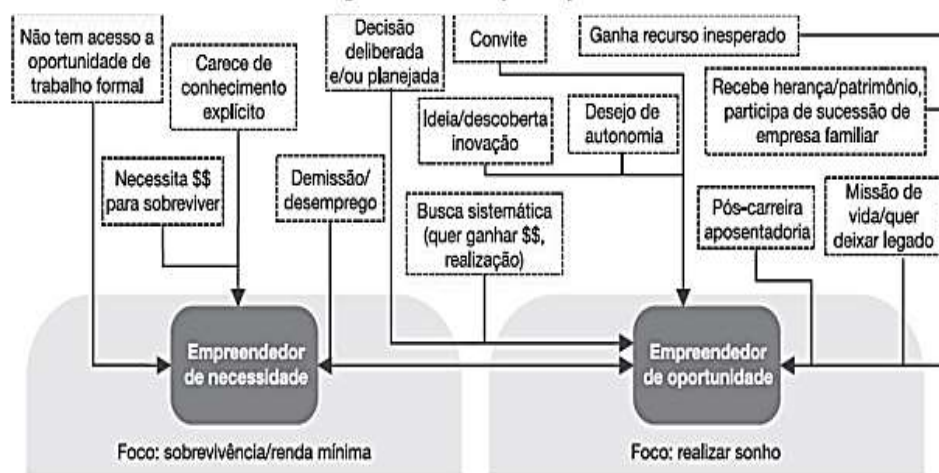 Não tem acesso a
oportunidade de
trabalho formal
Carece de
conhecimento
explícito
Necessita $$
para sobreviver
Demissão/
desemprego
Decisão
deliberada
e/ou planejada
Convite
Ideia/descoberta
inovação
Desejo de
autonomia
Busca sistemática
(quer ganhar $$,
realização)
Ganha recurso inesperado
Recebe herança/patrimônio,
participa de sucessão de
empresa familiar
Pós-carreira
aposentadoria
Missão de
vida/quer
deixar legado
Empreendedor
de necessidade
Empreendedor
de oportunidade
Foco: sobrevivência/renda mínima
Foco: realizar sonho